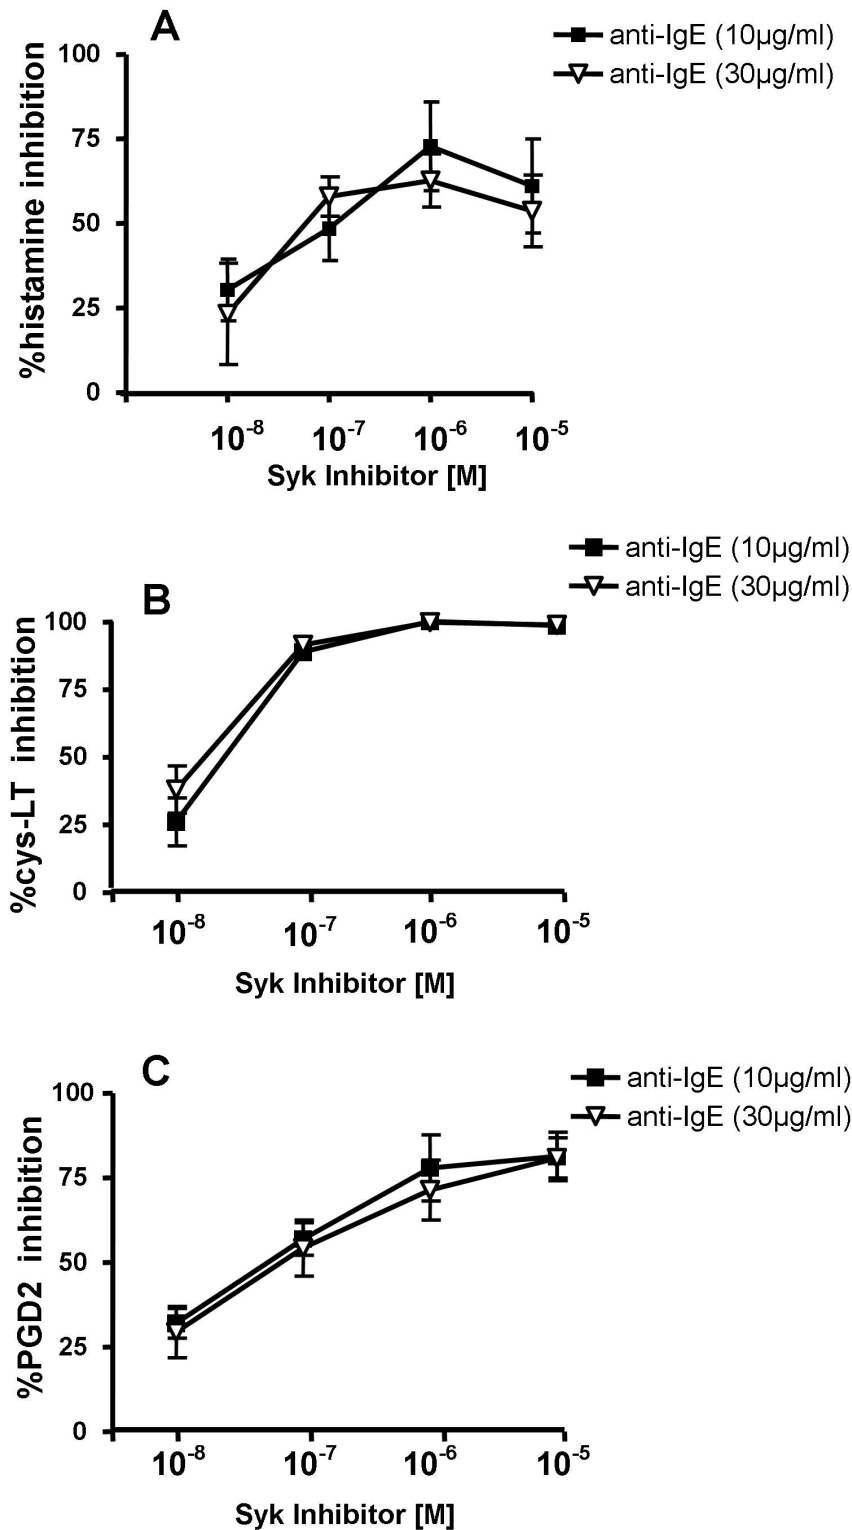 A
anti-IgE (10µg/ml)
anti-IgE (30µg/ml)
%histamine inhibition
100
75
50
25
0
10-8 10-7 10-6 10-5
Syk Inhibitor [M]
B
anti-IgE (10µg/ml)
anti-IgE (30µg/ml)
%cys-LT inhibition
100
75
50
25
0
10-8 10-7 10-6 10-5
Syk Inhibitor [M]
C
anti-IgE (10µg/ml)
anti-IgE (30µg/ml)
%PGD2 inhibition
100
75
50
25
0
10-8 10-7 10-6 10-5
Syk Inhibitor [M]